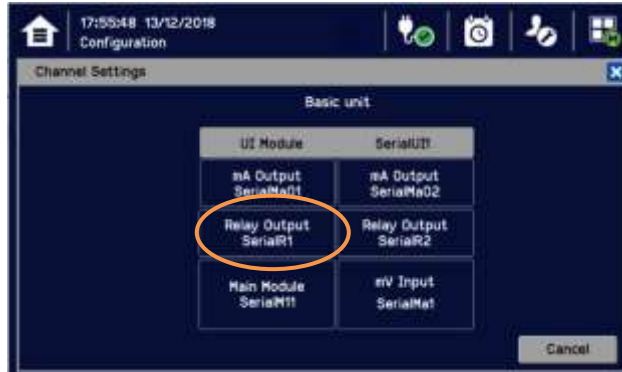 17:55:48 13/12/2018
Configuration
Channel Settings
Basic unit
UI Module
SerialUI1
mA Output
SerialMa01
mA Output
SerialMa02
Relay Output
SerialR1
Relay Output
SerialR2
Main Module
SerialM11
mV Input
SerialMa1
Cancel